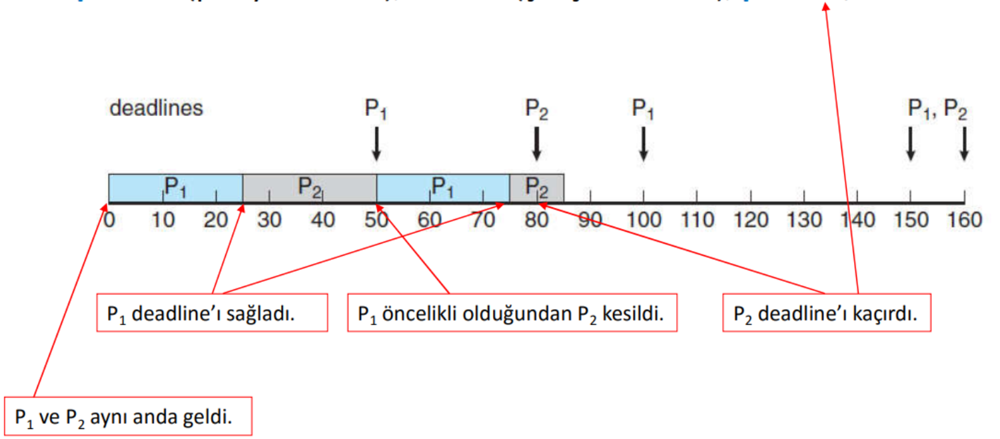 deadlines P₁ P₂ P₁ P₁, P₂
P₁ P₂ P₁ P₂
0 10 20 30 40 50 60 70 80 90 100 110 120 130 140 150 160
P₁ deadline’ı sağladı. P₁ öncelikli olduğundan P₂ kesildi. P₂ deadline’ı kaçırdı.
P₁ ve P₂ aynı anda geldi.